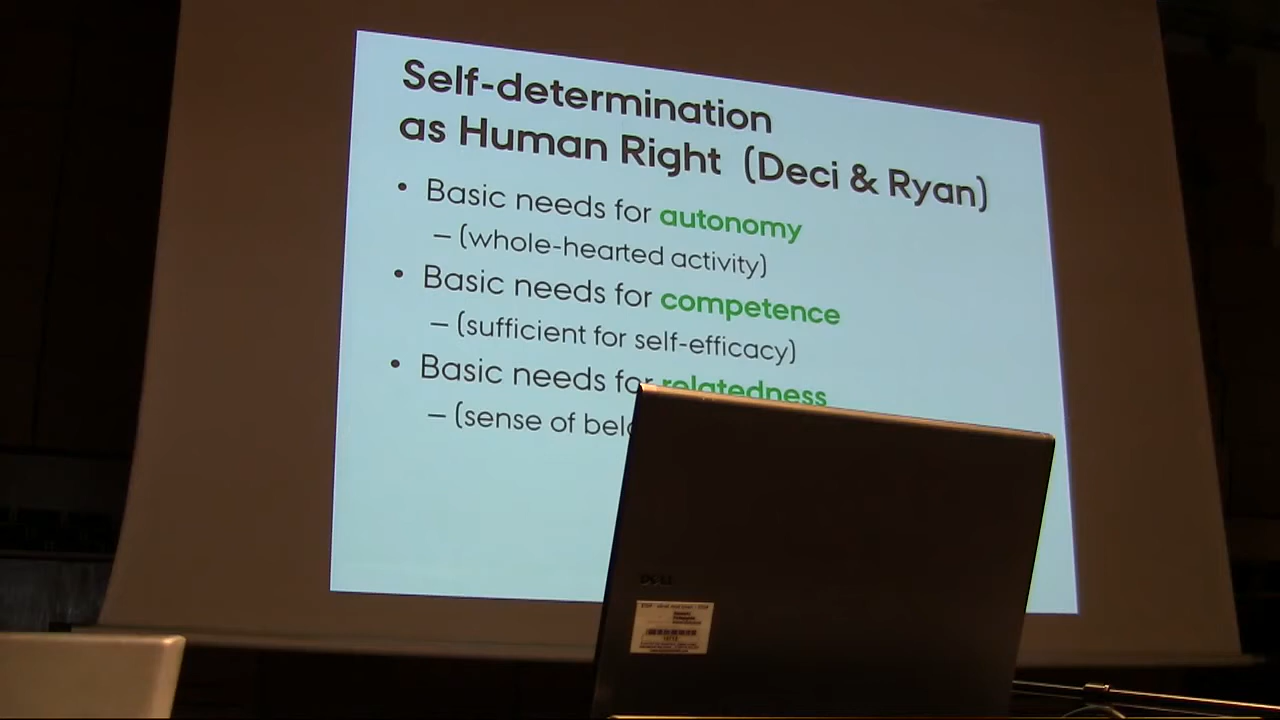 Self-determination
as Human Right (Deci & Ryan)
• Basic needs for autonomy
– (whole-hearted activity)
• Basic needs for competence
– (sufficient for self-efficacy)
• Basic needs for relatedness
– (sense of
DELL